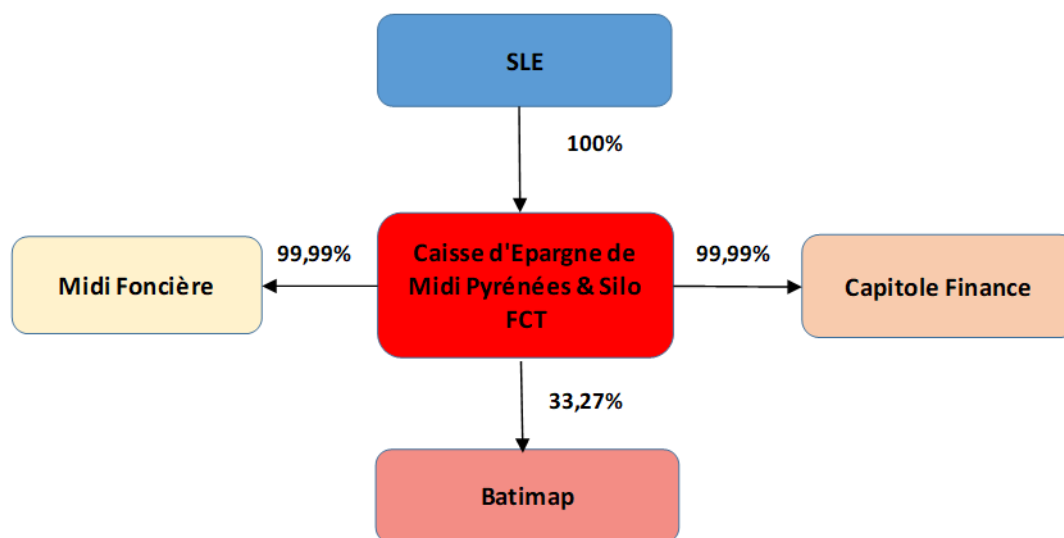 SLE
100%
99,99%
Caisse d'Epargne de
Midi Pyrénées & Silo
FCT
99,99%
Midi Foncière
Capitole Finance
33,27%
Batimap